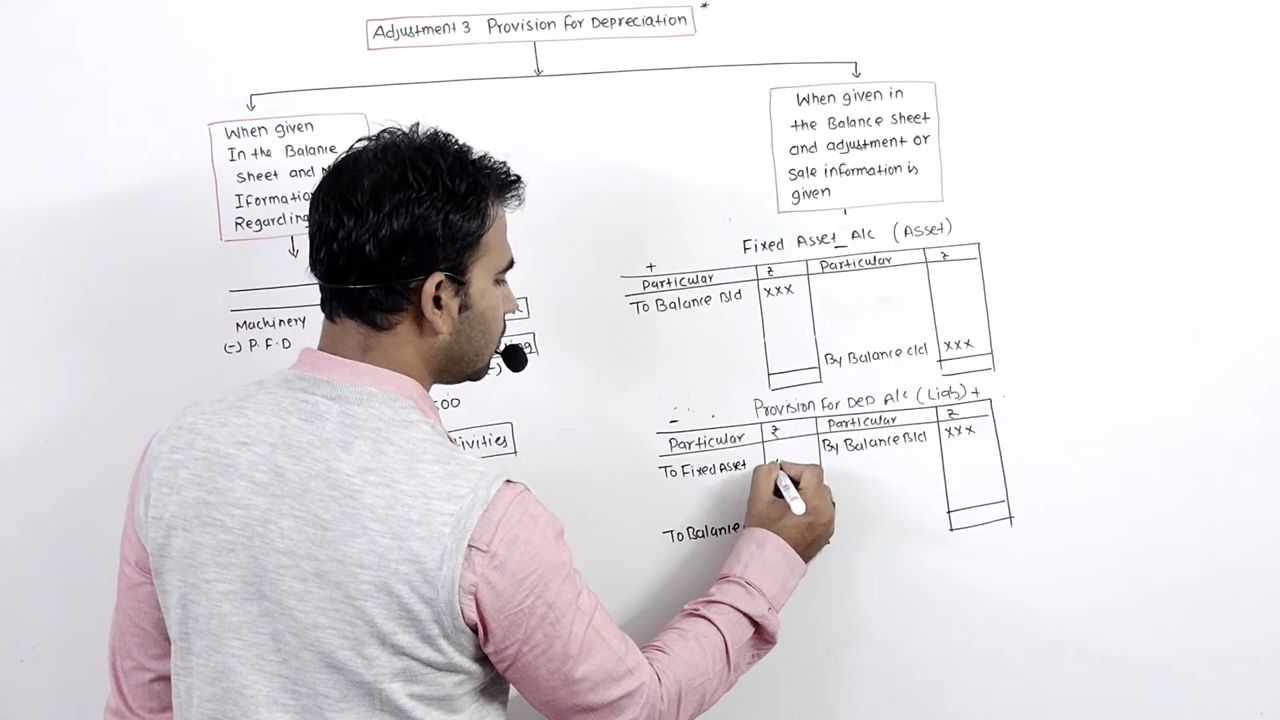 Adjustment 3 Provision for Depreciation *
When given
In the Balance
sheet and
Regarding
Machinery
(-) P.F.D
When given in
the Balance sheet
and adjustment or
sale information is
given
Fixed Asset_ A/c (Asset)
+
Particular ₹ Particular ₹
To Balance B/d xxx
By Balance c/d xxx
Provision for DEP A/c (Liab) +
-
Particular ₹ Particular ₹
To Fixed Asset By Balance B/d xxx
To Balance